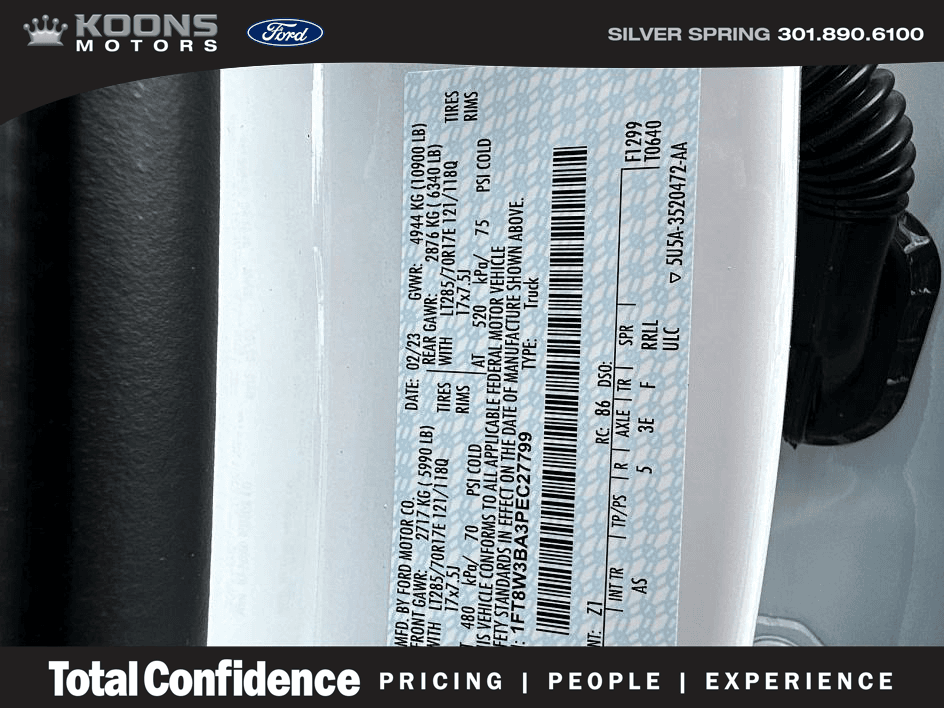 KOONS
MOTORS
Ford
SILVER SPRING 301.890.6100
MFD. BY FORD MOTOR CO.
DATE: 02/23 GVWR: 4944 KG (10900 LB)
FRONT GAWR: 2717 KG ( 5990 LB)
REAR GAWR: 2876 KG ( 6340 LB)
WITH LT285/70R17E 121/118Q TIRES
WITH LT285/70R17E 121/118Q TIRES
17x7.5J RIMS
17x7.5J RIMS
480 kPa/ 70 PSI COLD
AT 520 kPa/ 75 PSI COLD
IS VEHICLE CONFORMS TO ALL APPLICABLE FEDERAL MOTOR VEHICLE
FETY STANDARDS IN EFFECT ON THE DATE OF MANUFACTURE SHOWN ABOVE.
: 1FT8W3BA3PEC27799
TYPE: Truck
NT: Z1 RC: 86 DSO:
INT TR TP/PS R AXLE TR SPR
AS 5 3E F RRLL
ULC
F1299
T0640
▽ 5U5A-3520472-AA
Total Confidence PRICING | PEOPLE | EXPERIENCE